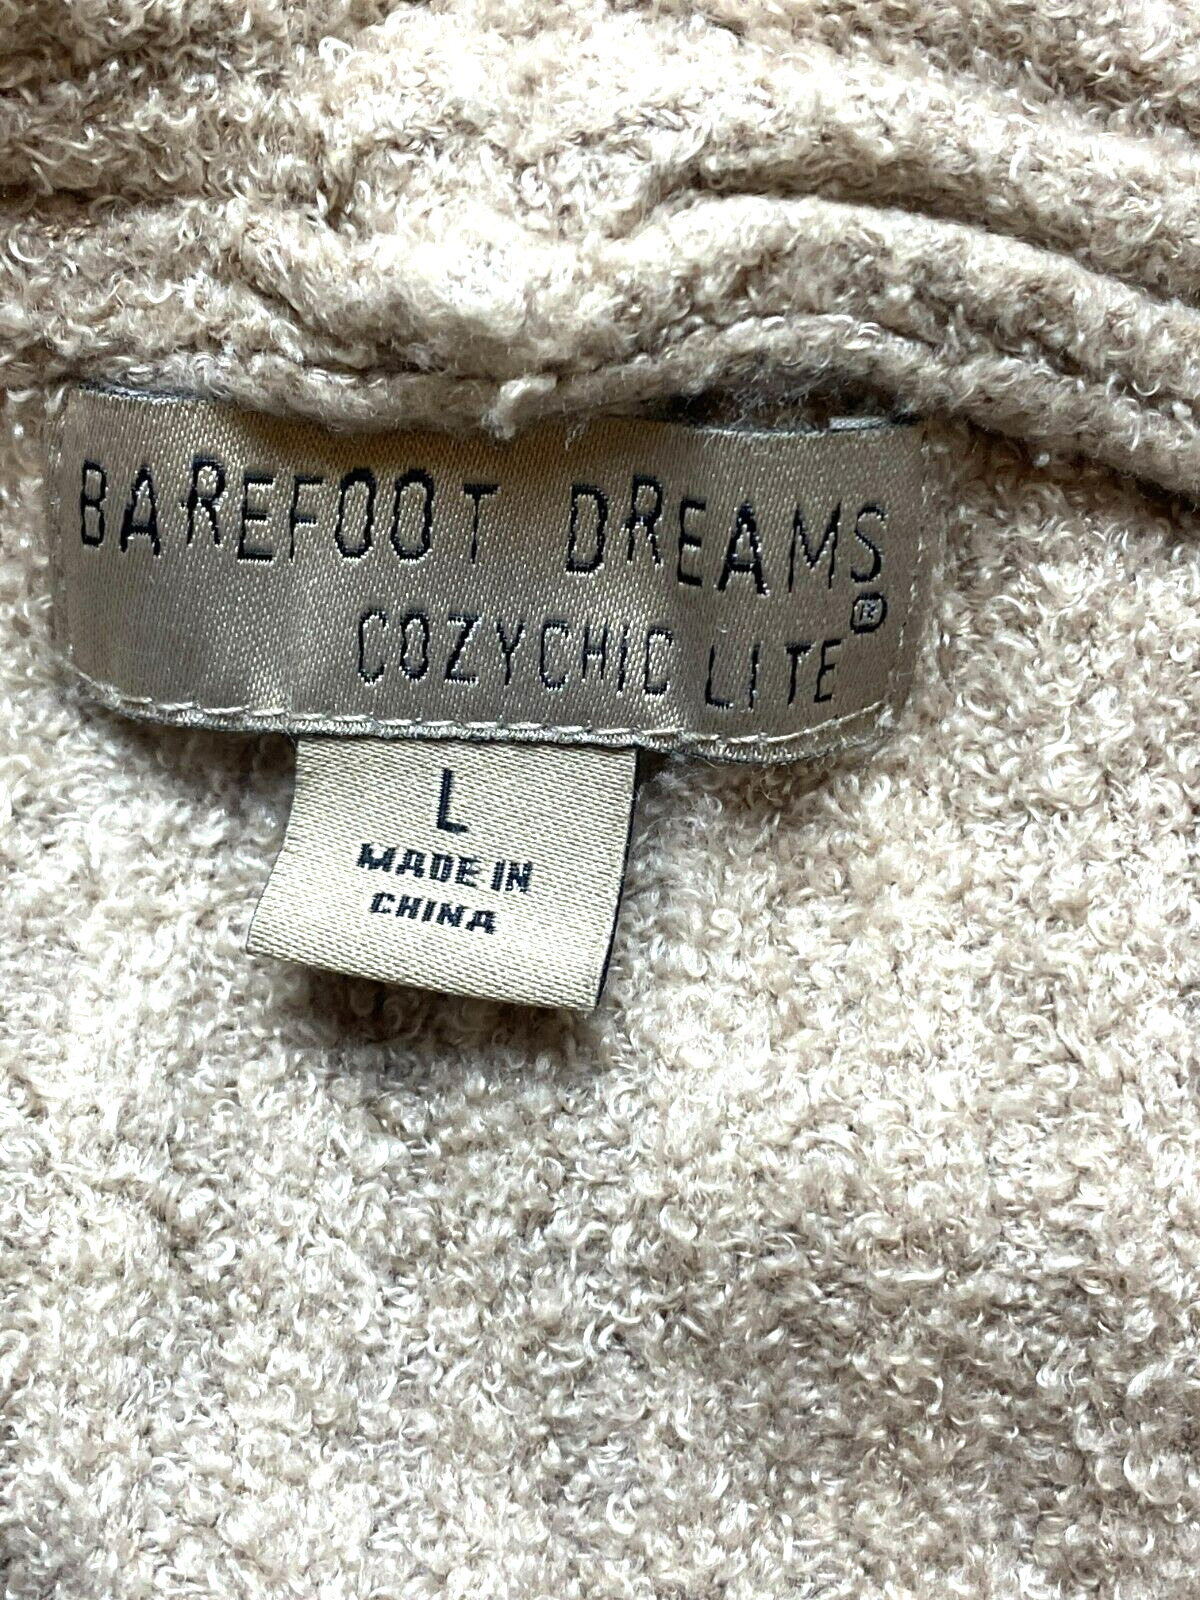 BAREFOOT DREAMS
COZYCHIC LITE®
L
MADE IN
CHINA